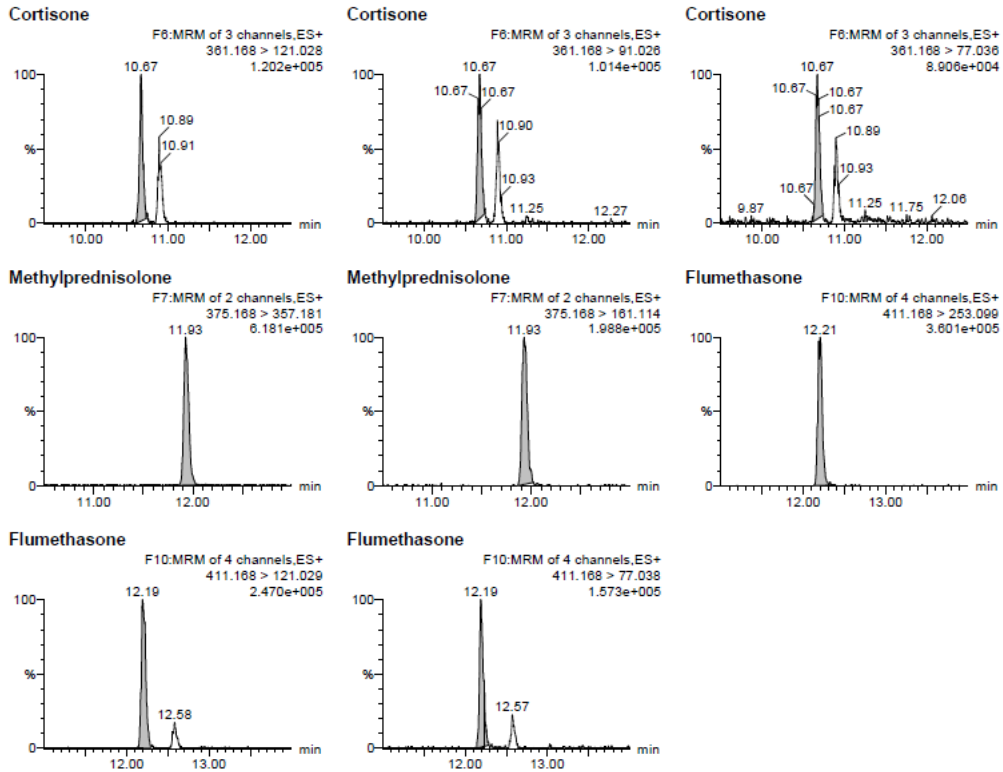 Cortisone
F6:MRM of 3 channels,ES+
361.168 > 121.028
1.202e+005
10.67
100
10.89
10.91
%
0
min
10.00
11.00
12.00
Cortisone
F6:MRM of 3 channels,ES+
361.168 > 91.026
1.014e+005
10.67
100
10.67
10.67
10.90
%
10.93
11.25
12.27
0
min
10.00
11.00
12.00
Cortisone
F6:MRM of 3 channels,ES+
361.168 > 77.036
8.906e+004
10.67
100
10.67
10.67
10.89
%
10.93
10.67
9.87
11.25
11.75
12.06
0
min
10.00
11.00
12.00
Methylprednisolone
F7:MRM of 2 channels,ES+
375.168 > 357.181
6.181e+005
11.93
100
%
0
min
11.00
12.00
Methylprednisolone
F7:MRM of 2 channels,ES+
375.168 > 161.114
1.988e+005
11.93
100
%
0
min
11.00
12.00
Flumethasone
F10:MRM of 4 channels,ES+
411.168 > 253.099
3.601e+005
12.21
100
%
0
min
12.00
13.00
Flumethasone
F10:MRM of 4 channels,ES+
411.168 > 121.029
2.470e+005
12.19
100
%
12.58
0
min
12.00
13.00
Flumethasone
F10:MRM of 4 channels,ES+
411.168 > 77.038
1.573e+005
12.19
100
%
12.57
0
min
12.00
13.00